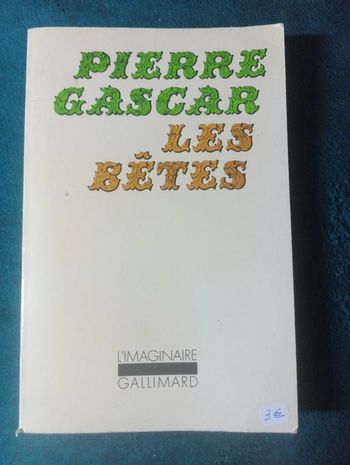 PIERRE
GASCAR
LES
BÊTES
L'IMAGINAIRE
GALLIMARD
3 €